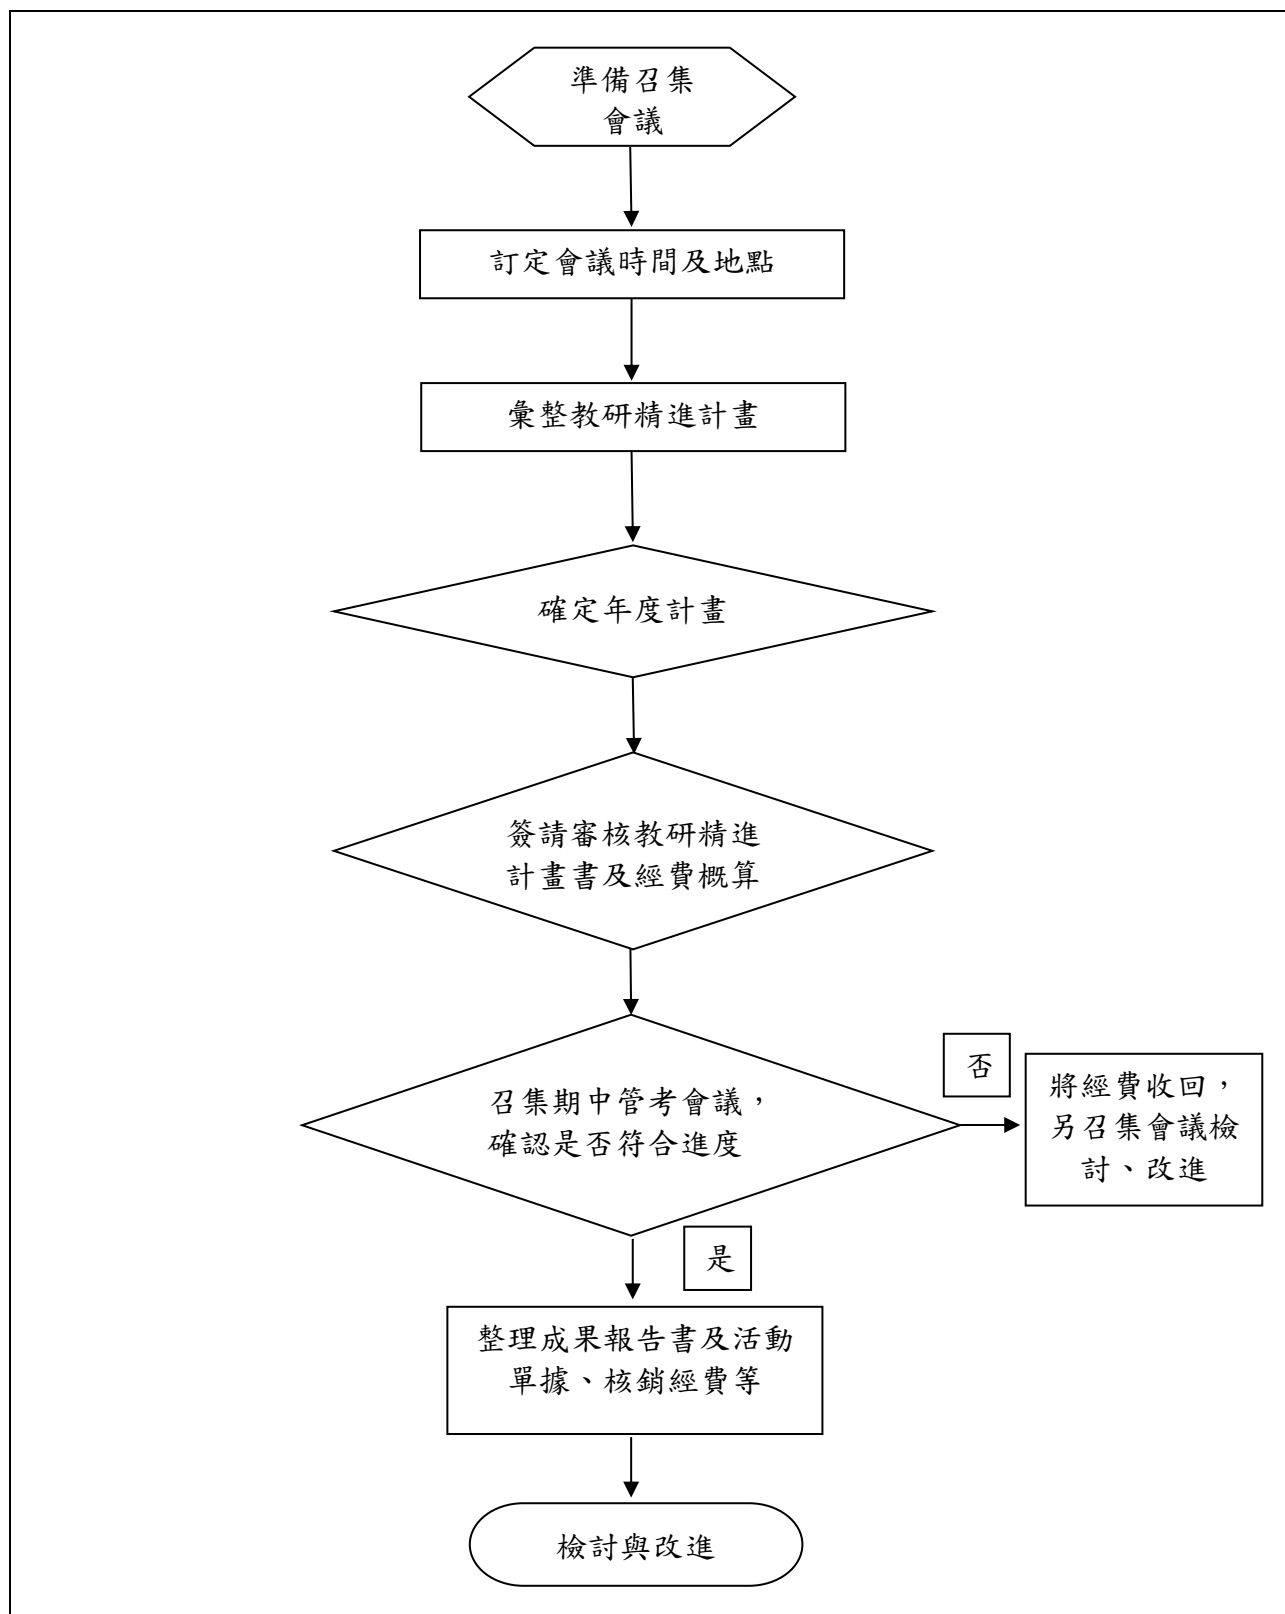 準備召集
會議
訂定會議時間及地點
彙整教研精進計畫
確定年度計畫
簽請審核教研精進
計畫書及經費概算
召集期中管考會議，
確認是否符合進度
否
將經費收回，
另召集會議檢
討、改進
是
整理成果報告書及活動
單據、核銷經費等
檢討與改進